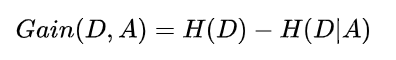 Gain(D, A) = H(D) − H(D|A)